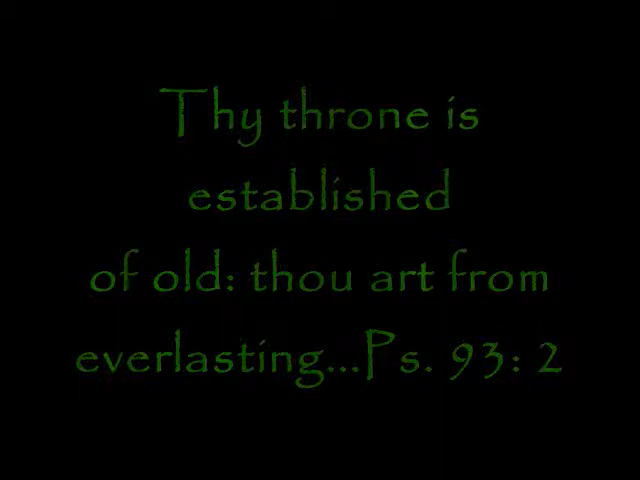 Thy throne is
established
of old: thou art from
everlasting...Ps. 93: 2